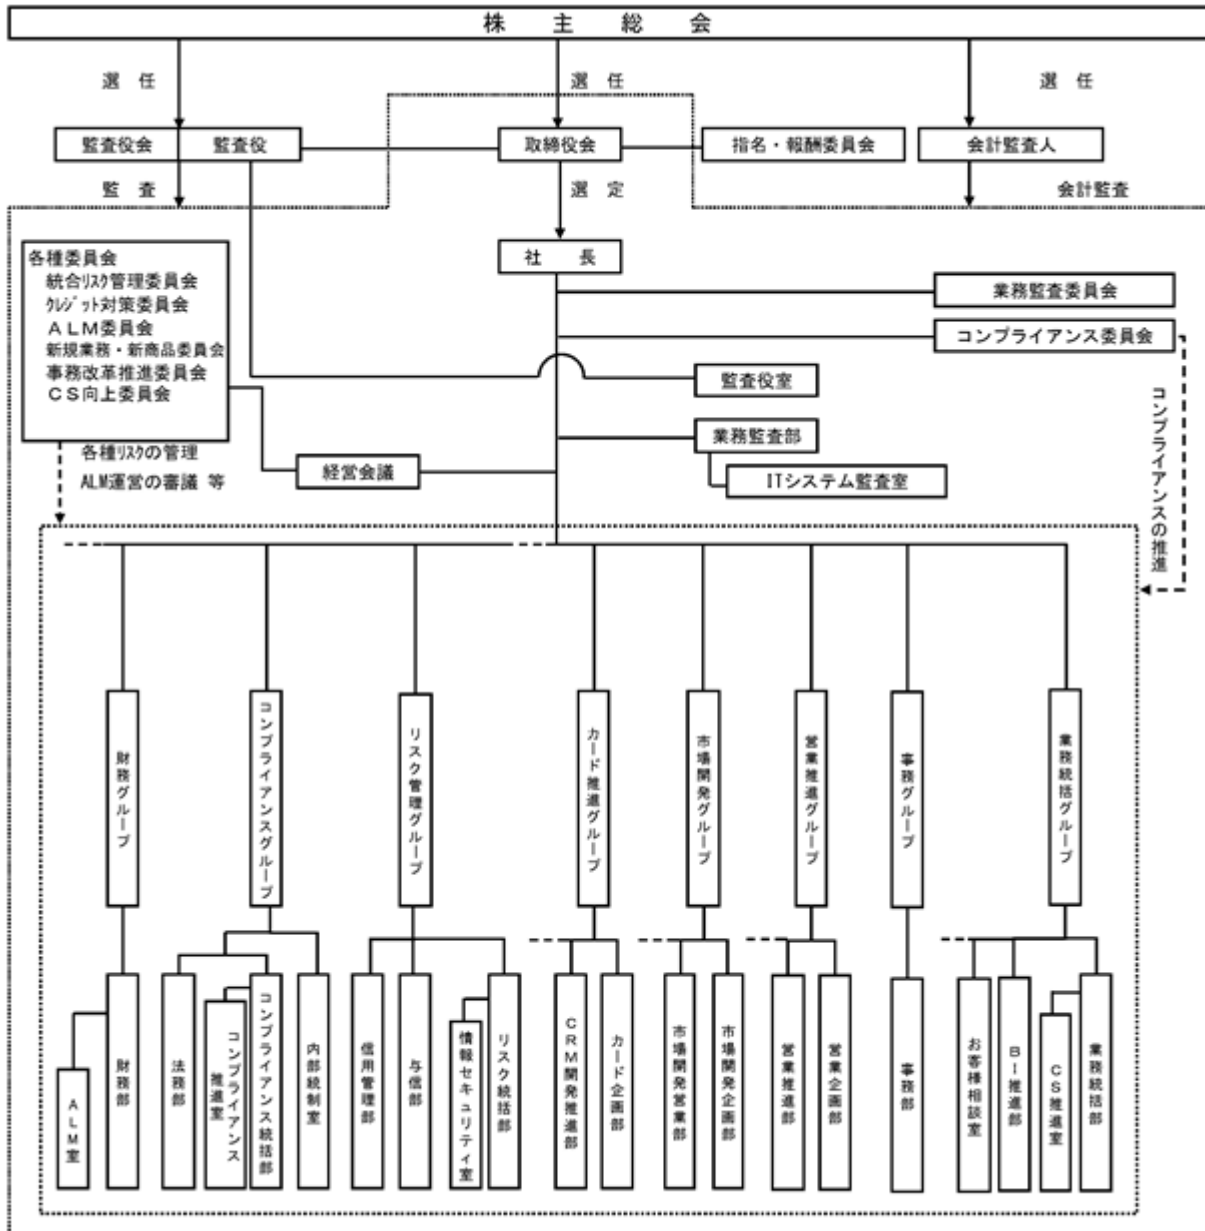 株　主　総　会
選　任
選　任
選　任
監査役会
監査役
取締役会
指名・報酬委員会
会計監査人
監　査
選　定
会計監査
社　長
各種委員会
統合ﾘｽｸ管理委員会
ｸﾚｼﾞｯﾄ対策委員会
ＡＬＭ委員会
新規業務・新商品委員会
事務改革推進委員会
ＣＳ向上委員会
業務監査委員会
コンプライアンス委員会
監査役室
業務監査部
ITシステム監査室
経営会議
各種ﾘｽｸの管理
ALM運営の審議 等
コンプライアンスの推進
財務グループ
コンプライアンスグループ
リスク管理グループ
カード推進グループ
市場開発グループ
営業推進グループ
事務グループ
業務統括グループ
ＡＬＭ室
財務部
法務部
コンプライアンス
推進室
コンプライアンス統括部
内部統制室
信用管理部
与信部
情報セキュリティ室
リスク統括部
ＣＲＭ開発推進部
カード企画部
市場開発営業部
市場開発企画部
営業推進部
営業企画部
事務部
お客様相談室
ＢＩ推進部
ＣＳ推進室
業務統括部